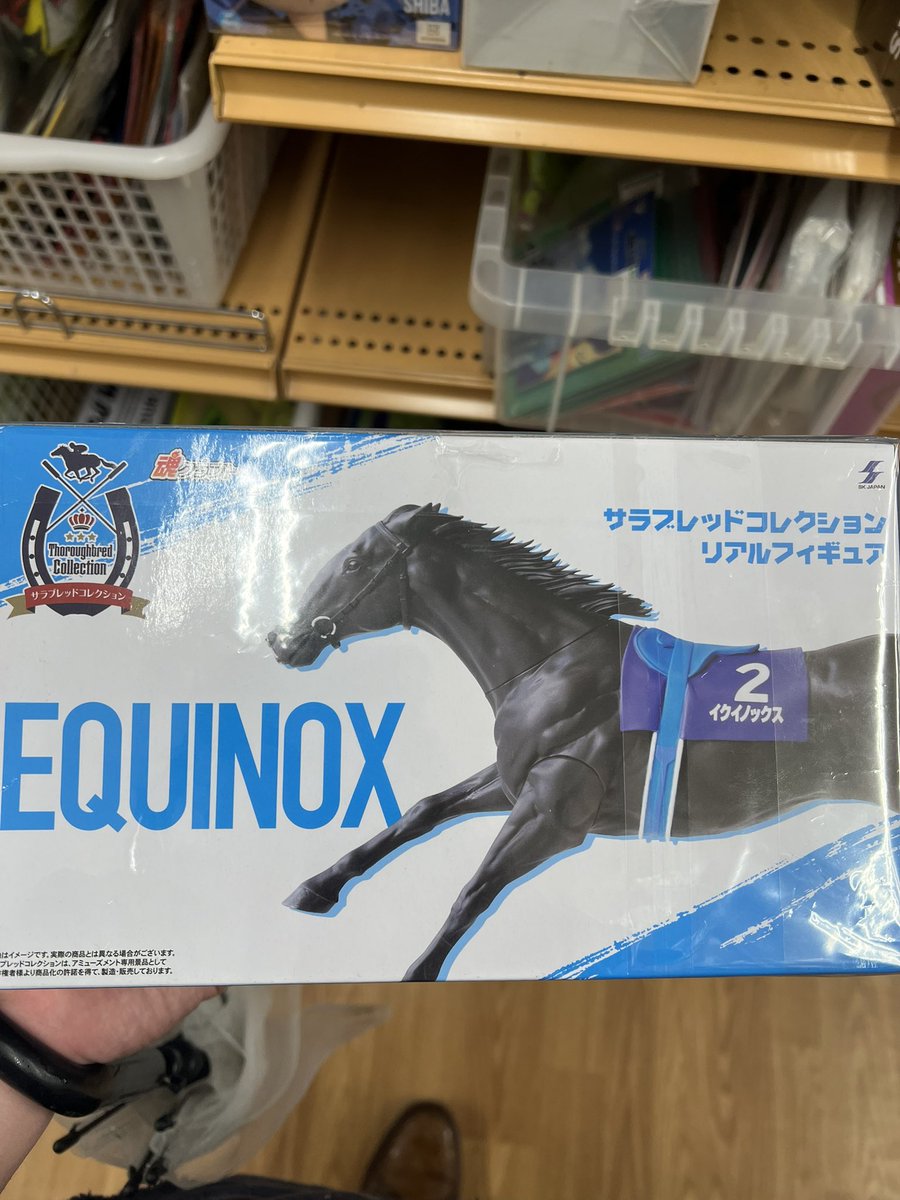 SHIBA
魂
SK JAPAN
サラブレッドコレクション
リアルフィギュア
Thoroughbred
Collection
サラブレッドコレクション
EQUINOX
2
イクイノックス
はイメージです。実際の商品とは異なる場合がございます。
ブレッドコレクションは、アミューズメント専用景品として
権者様より商品化の許諾を得て、製造・販売しております。